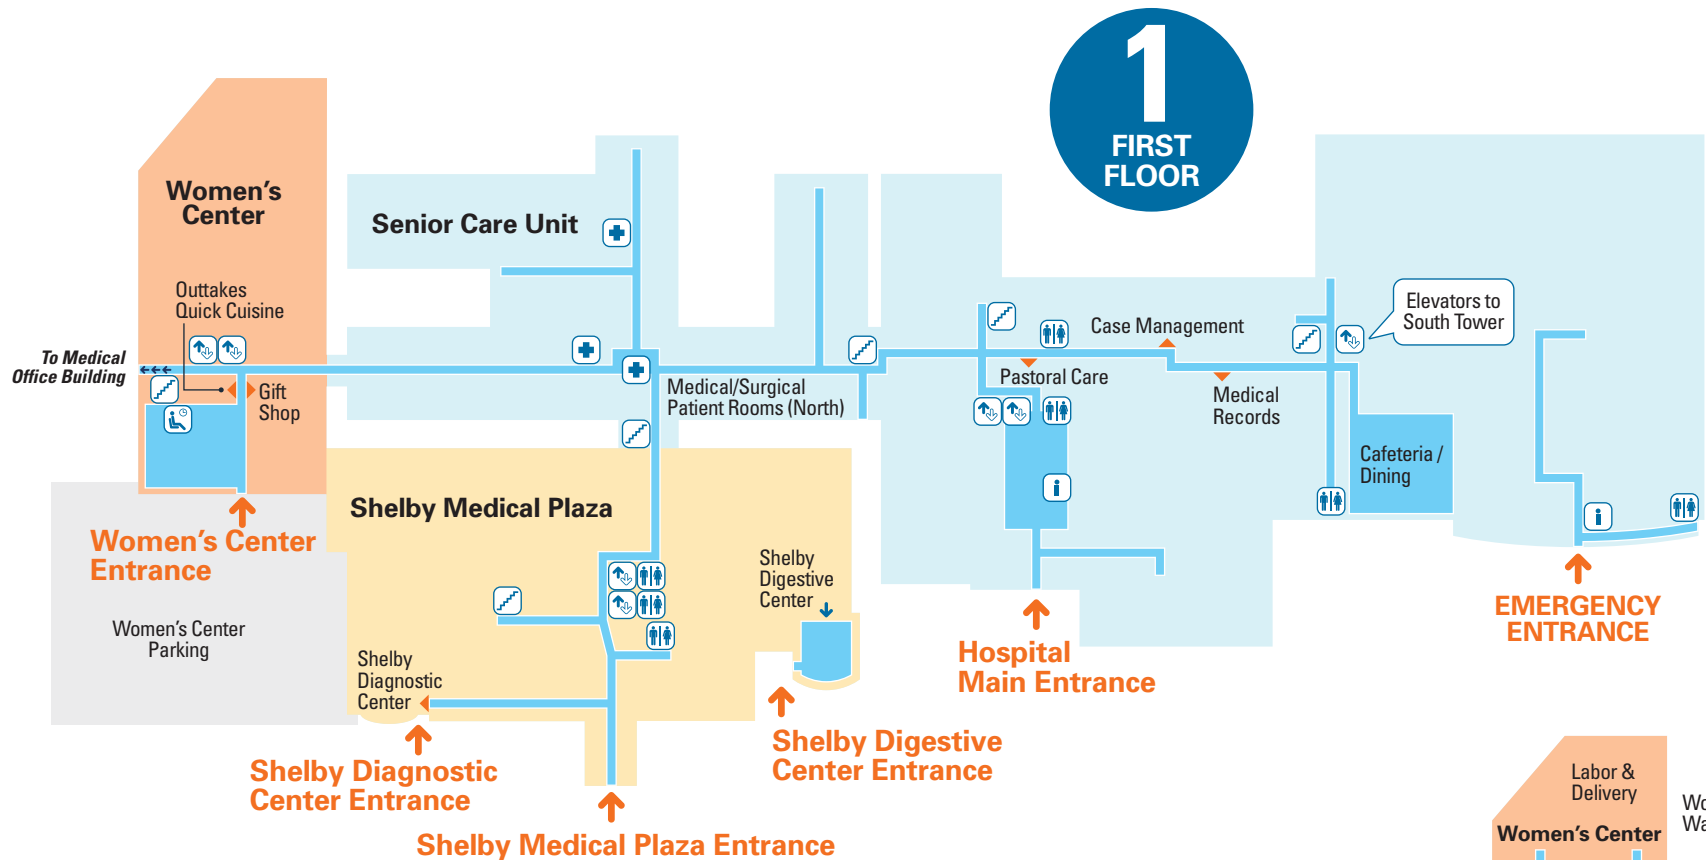 1
FIRST
FLOOR
Women's
Center
Senior Care Unit
Outtakes
Quick Cuisine
Elevators to
South Tower
Case Management
To Medical
Office Building
Gift
Shop
Medical/Surgical
Patient Rooms (North)
Pastoral Care
Medical
Records
Cafeteria /
Dining
Shelby Medical Plaza
Women's Center
Entrance
Shelby
Digestive
Center
Women's Center
Parking
EMERGENCY
ENTRANCE
Hospital
Main Entrance
Shelby
Diagnostic
Center
Shelby Digestive
Center Entrance
Shelby Diagnostic
Center Entrance
Shelby Medical Plaza Entrance
Labor &
Delivery
Women's Center